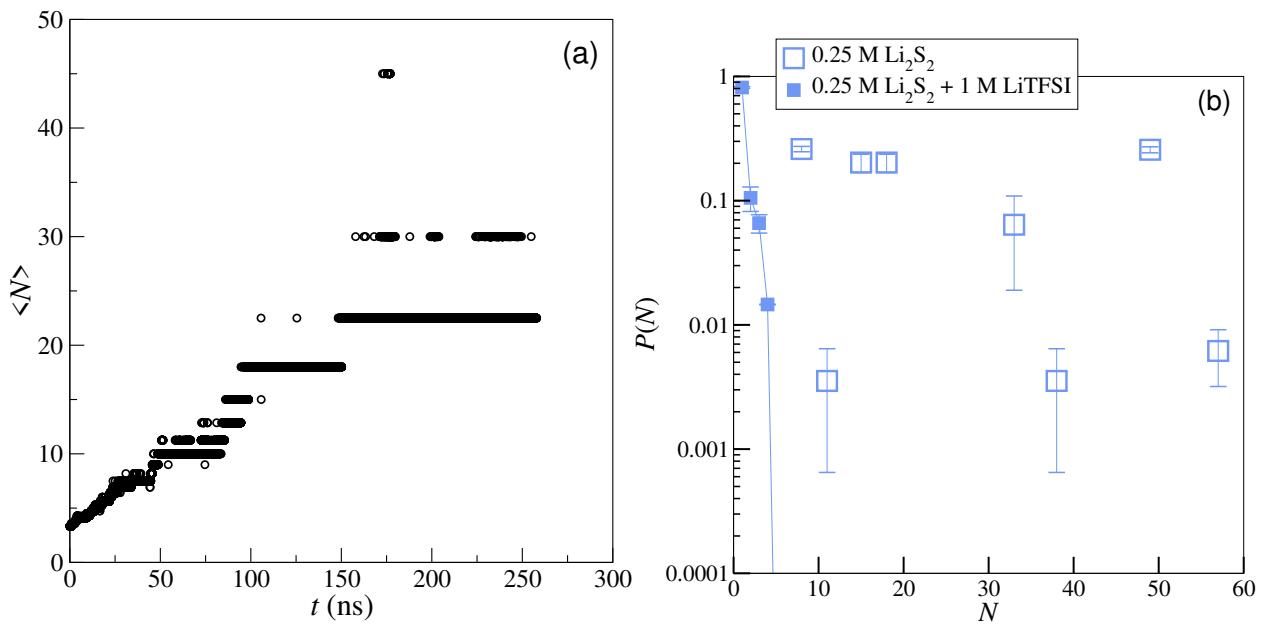 (a)
50
40
30
20
10
0
<N>
0 50 100 150 200 250 300
t (ns)
0.25 M Li₂S₂
0.25 M Li₂S₂ + 1 M LiTFSI
(b)
1
0.1
0.01
0.001
0.0001
P(N)
0 10 20 30 40 50 60
N